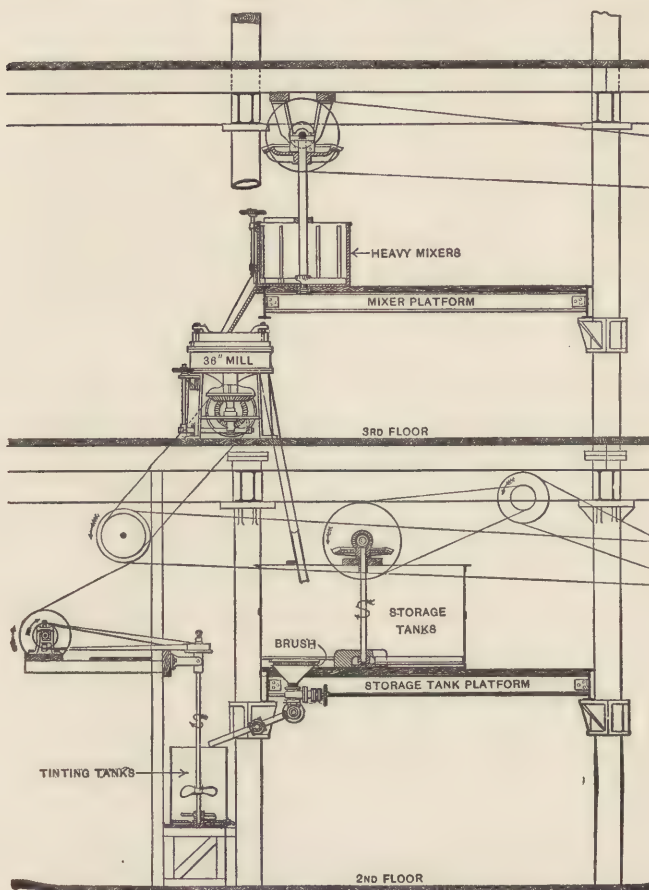 HEAVY MIXERS
MIXER PLATFORM
36" MILL
3RD FLOOR
STORAGE
TANKS
BRUSH
STORAGE TANK PLATFORM
TINTING TANKS
2ND FLOOR